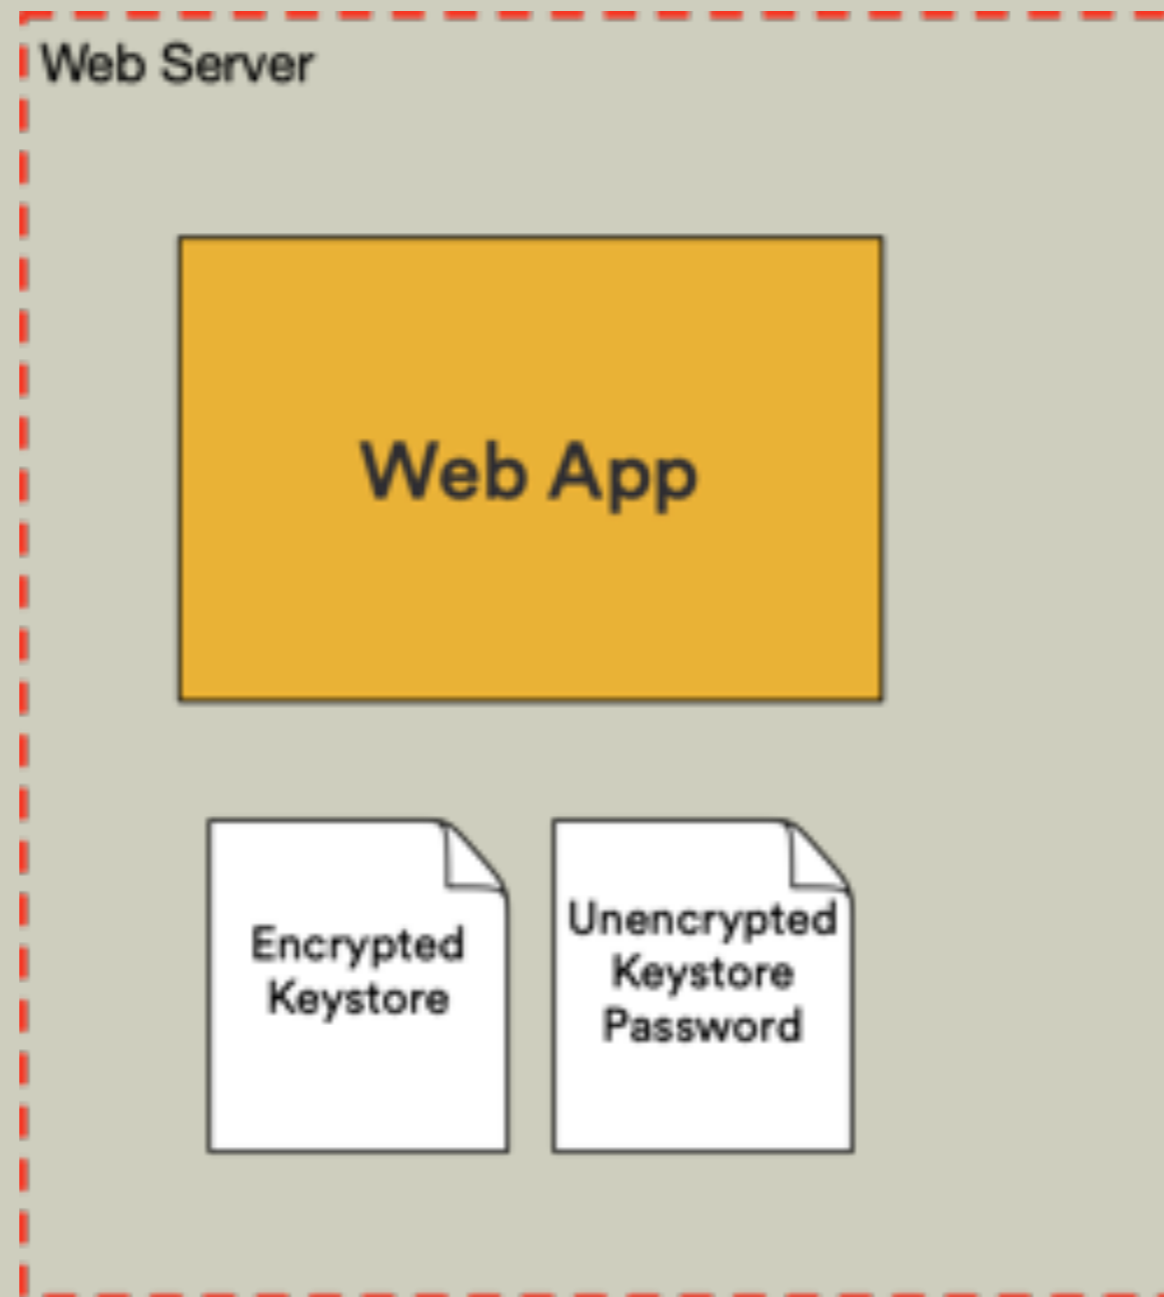 Web Server
Web App
Encrypted
Keystore
Unencrypted
Keystore
Password